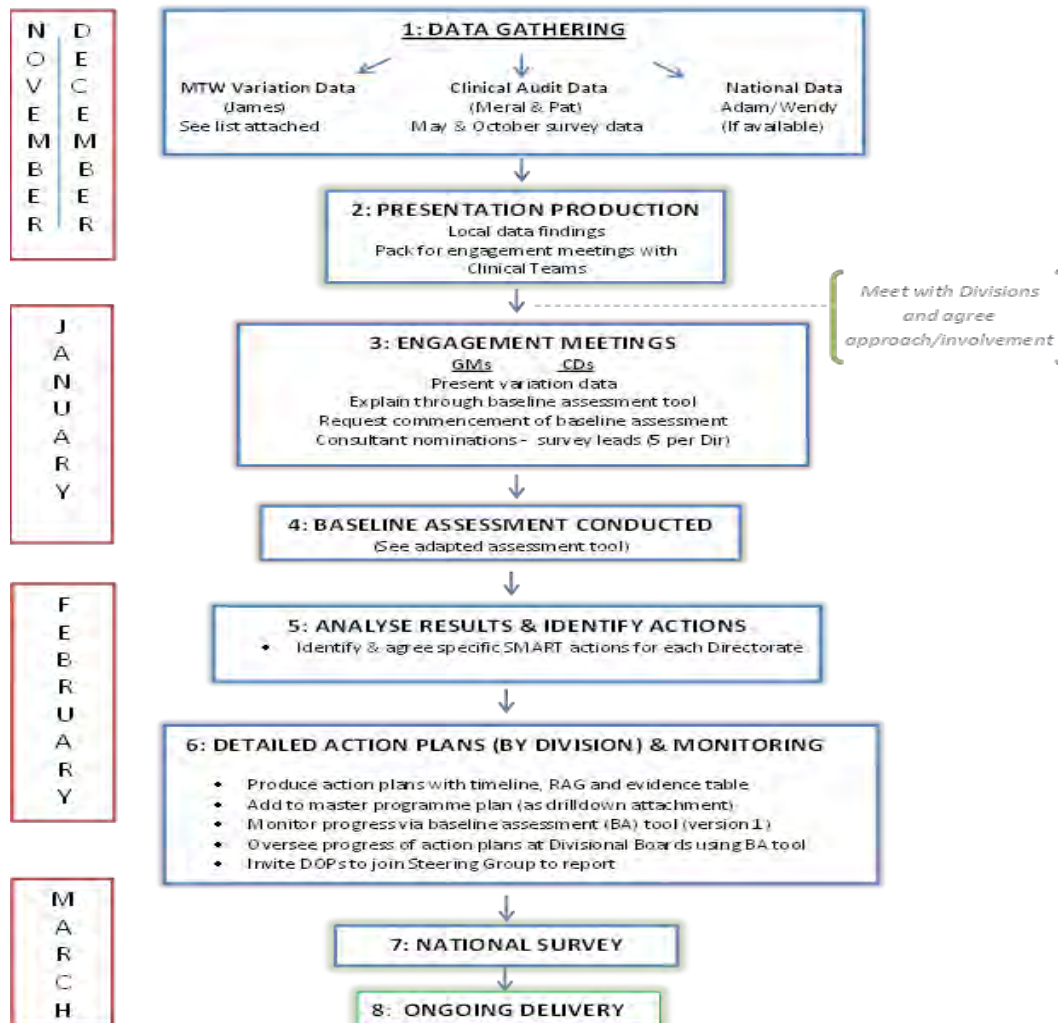 NOVEMBER
DECEMBER
1: DATA GATHERING
MTW Variation Data
(James)
See list attached
Clinical Audit Data
(Meral & Pat)
May & October survey data
National Data
Adam/Wendy
(If available)
2: PRESENTATION PRODUCTION
Local data findings
Pack for engagement meetings with
Clinical Teams
Meet with Divisions
and agree
approach/involvement
JANUARY
3: ENGAGEMENT MEETINGS
GMs CDs
Present variation data
Explain through baseline assessment tool
Request commencement of baseline assessment
Consultant nominations - survey leads (5 per Dir)
4: BASELINE ASSESSMENT CONDUCTED
(See adapted assessment tool)
FEBRUARY
5: ANALYSE RESULTS & IDENTIFY ACTIONS
• Identify & agree specific SMART actions for each Directorate
6: DETAILED ACTION PLANS (BY DIVISION) & MONITORING
• Produce action plans with timeline, RAG and evidence table
• Add to master programme plan (as drilldown attachment)
• Monitor progress via baseline assessment (BA) tool (version 1)
• Oversee progress of action plans at Divisional Boards using BA tool
• Invite DOPs to join Steering Group to report
MARCH
7: NATIONAL SURVEY
8: ONGOING DELIVERY